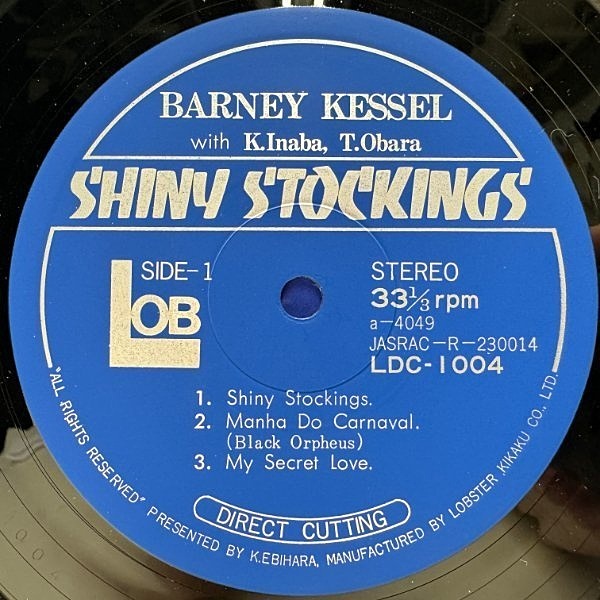 BARNEY KESSEL
with K.Inaba, T.Obara
SHINY STOCKINGS
LOB
SIDE-1
STEREO
33⅓ rpm
a-4049
JASRAC-R-230014
LDC-1004
1. Shiny Stockings.
2. Manha Do Carnaval.
(Black Orpheus)
3. My Secret Love.
DIRECT CUTTING
"ALL RIGHTS RESERVED" PRESENTED BY K.EBIHARA, MANUFACTURED BY LOBSTER KIKAKU CO., LTD.